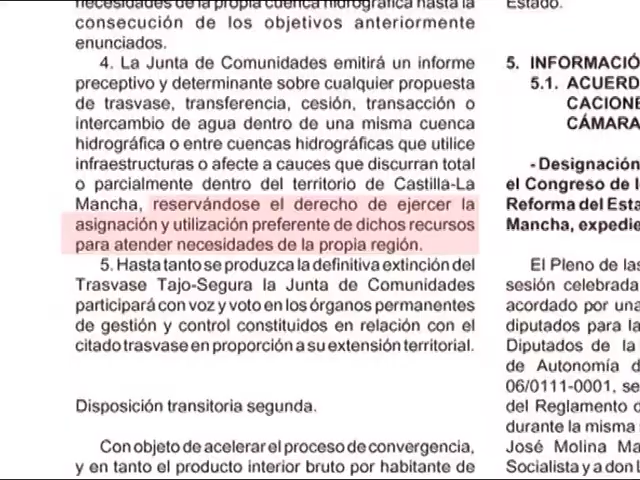 necesidades de la propia cuenca hidrográfica hasta la
consecución de los objetivos anteriormente
enunciados.
4. La Junta de Comunidades emitirá un informe
preceptivo y determinante sobre cualquier propuesta
de trasvase, transferencia, cesión, transacción o
intercambio de agua dentro de una misma cuenca
hidrográfica o entre cuencas hidrográficas que utilice
infraestructuras o afecte a cauces que discurran total
o parcialmente dentro del territorio de Castilla-La
Mancha, reservándose el derecho de ejercer la
asignación y utilización preferente de dichos recursos
para atender necesidades de la propia región.
5. Hasta tanto se produzca la definitiva extinción del
Trasvase Tajo-Segura la Junta de Comunidades
participará con voz y voto en los órganos permanentes
de gestión y control constituidos en relación con el
citado trasvase en proporción a su extensión territorial.
Disposición transitoria segunda.
Con objeto de acelerar el proceso de convergencia,
y en tanto el producto interior bruto por habitante de
Estado.
5. INFORMACIÓ
5.1. ACUERD
CACIONE
CÁMARA
- Designación
el Congreso de l
Reforma del Esta
Mancha, expedie
El Pleno de las
sesión celebrada
acordado por una
diputados para la
Diputados de la
de Autonomía d
06/0111-0001, se
del Reglamento d
durante la misma
José Molina Ma
Socialista y a don L